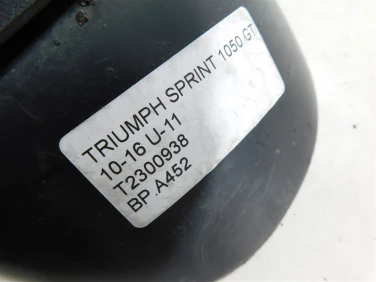 TRIUMPH SPRINT 1050 GT
10-16 U-11
T2300938
BP .A452